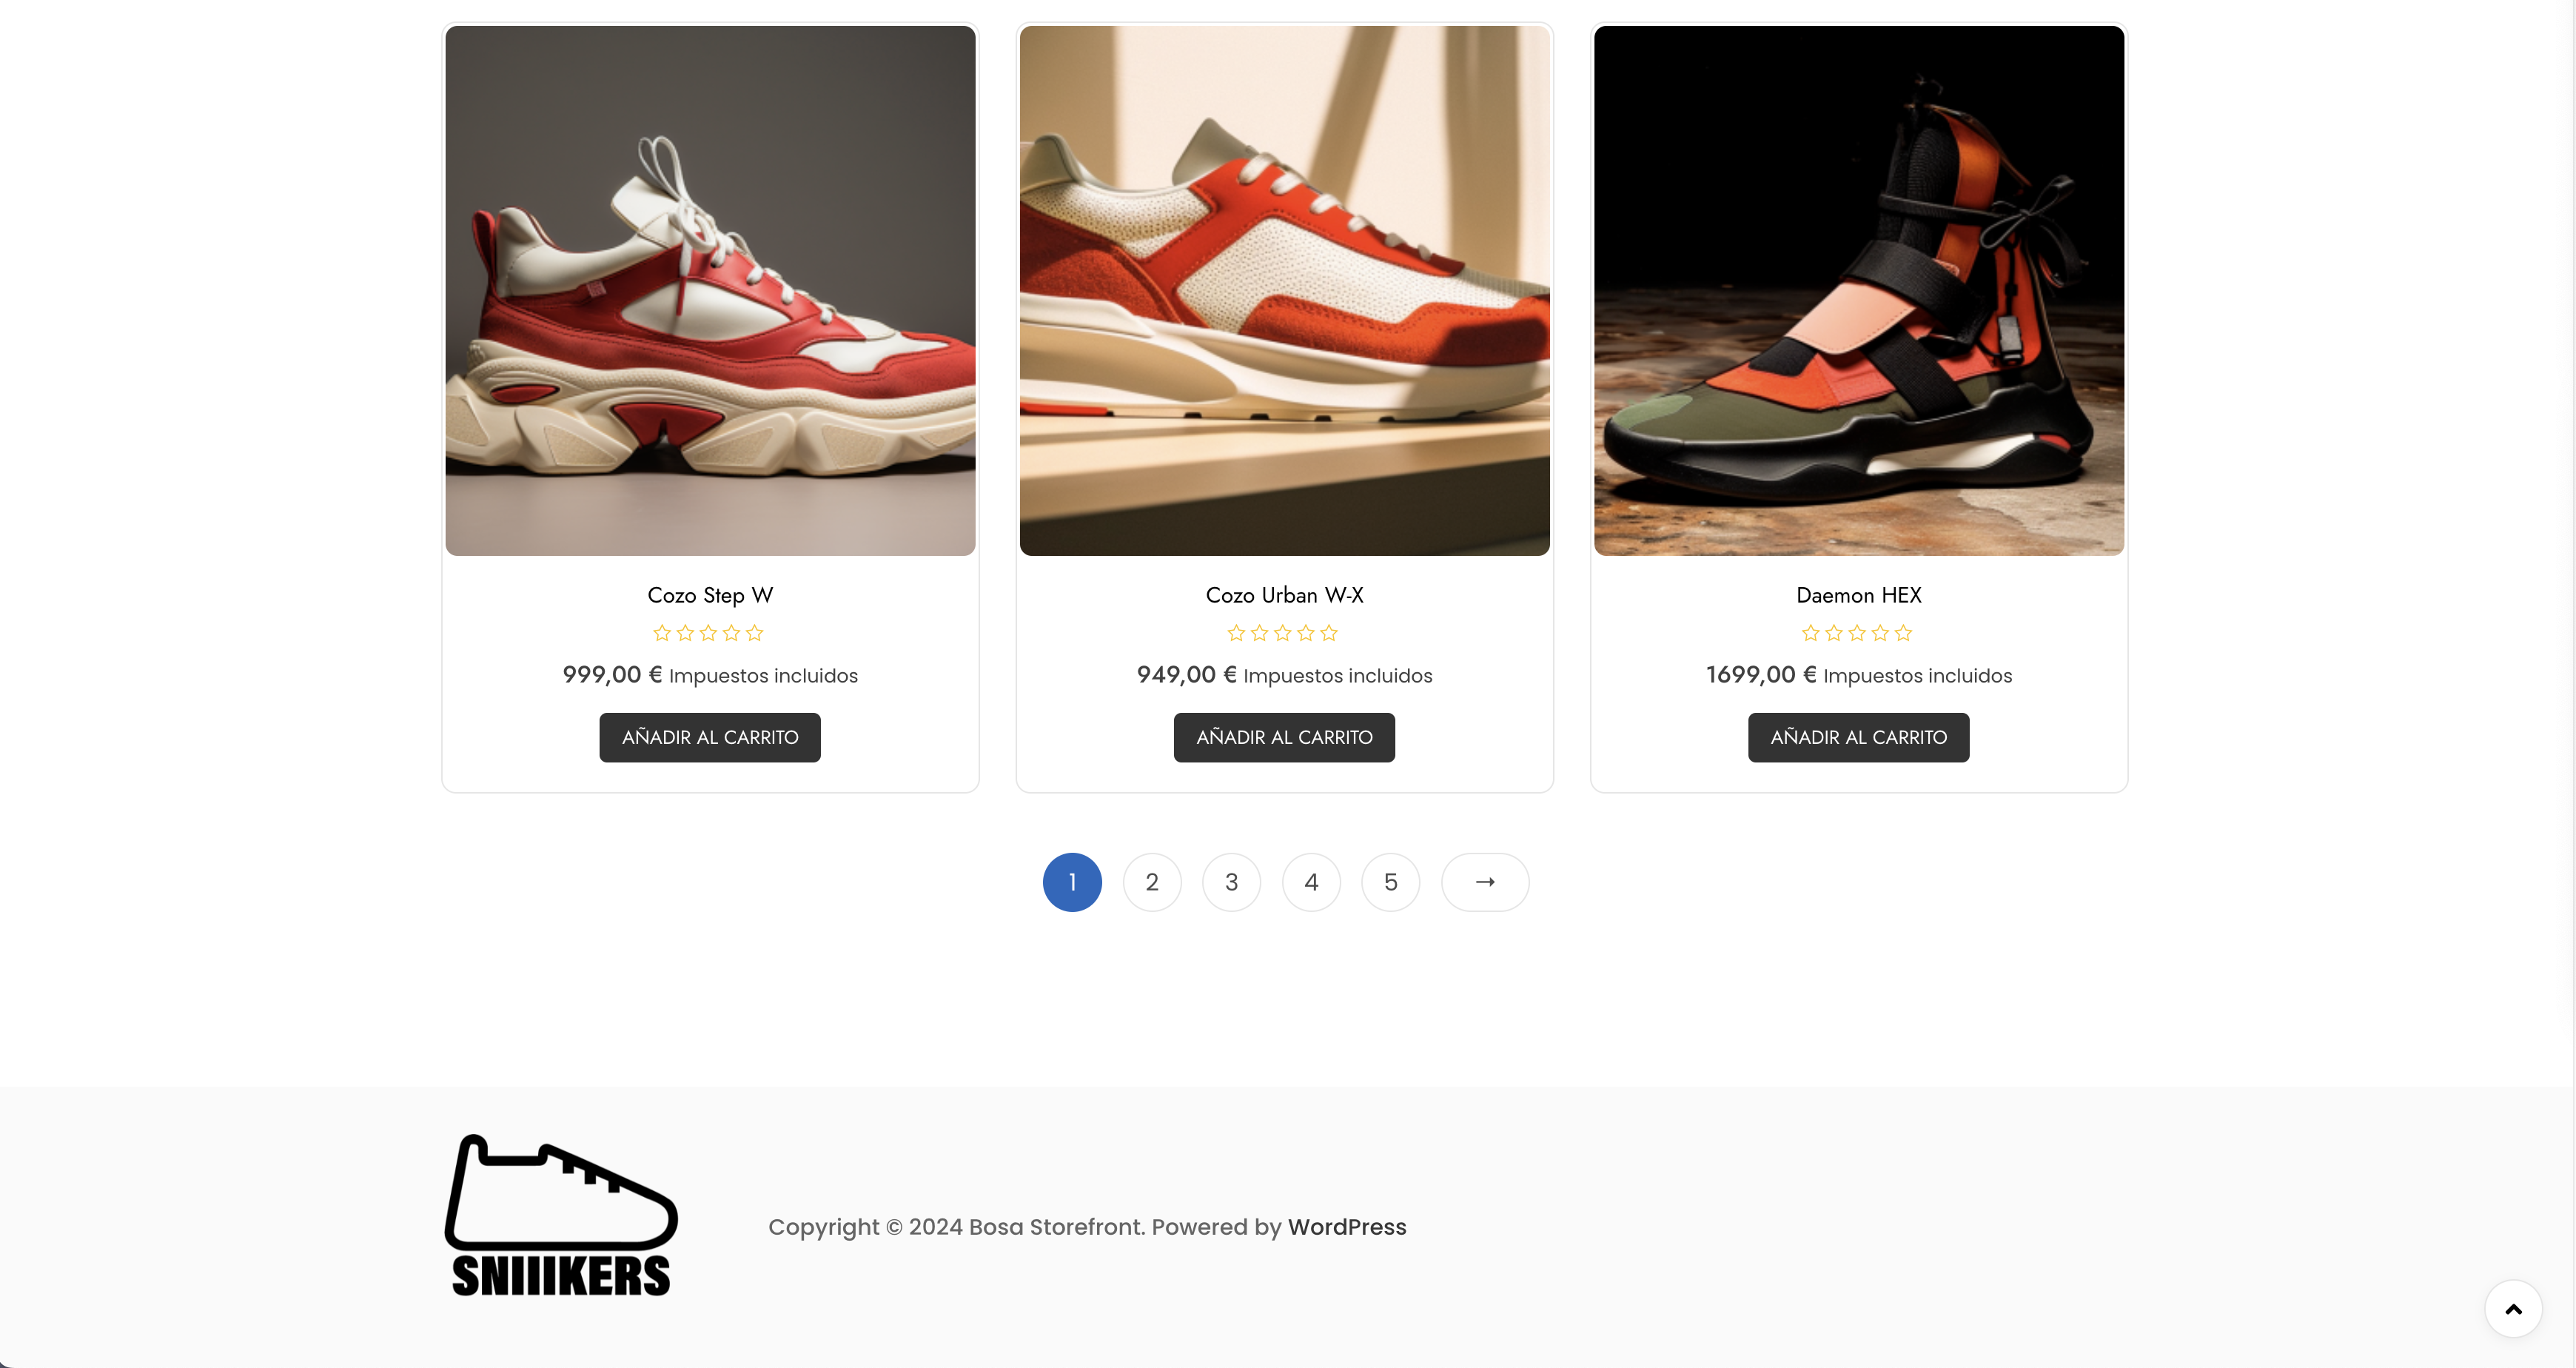 Cozo Step W
Cozo Urban W-X
Daemon HEX
999,00 € Impuestos incluidos
949,00 € Impuestos incluidos
1699,00 € Impuestos incluidos
AÑADIR AL CARRITO
AÑADIR AL CARRITO
AÑADIR AL CARRITO
1 2 3 4 5 →
Copyright © 2024 Bosa Storefront. Powered by WordPress
SNIIIKERS